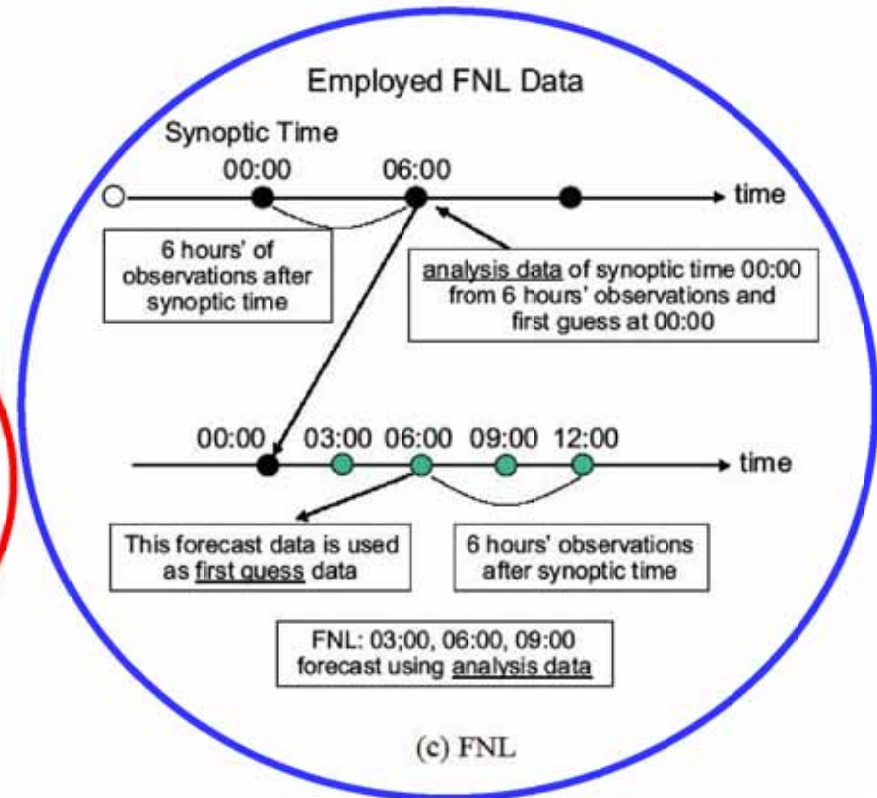 Employed FNL Data
Synoptic Time
00:00 06:00
time
6 hours' of
observations after
synoptic time
analysis data of synoptic time 00:00
from 6 hours' observations and
first guess at 00:00
00:00 03:00 06:00 09:00 12:00
time
This forecast data is used
as first guess data
6 hours' observations
after synoptic time
FNL: 03;00, 06:00, 09:00
forecast using analysis data
(c) FNL